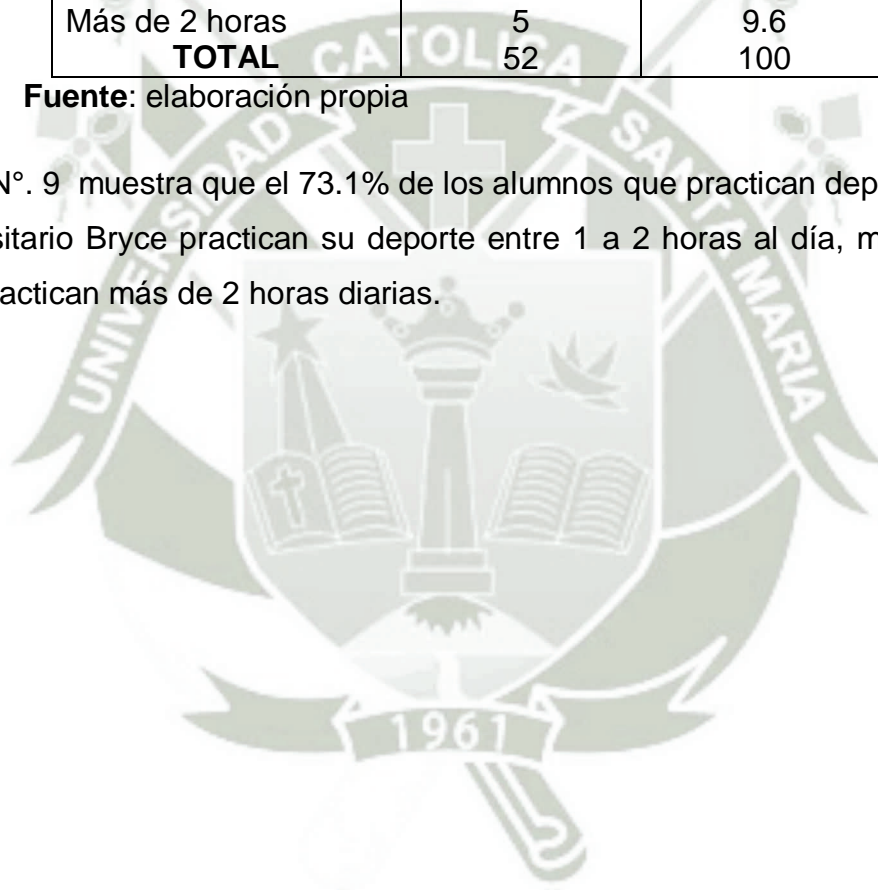 Más de 2 horas 5 9.6
TOTAL 52 100
Fuente: elaboración propia
N°. 9 muestra que el 73.1% de los alumnos que practican dep
sitario Bryce practican su deporte entre 1 a 2 horas al día, m
actican más de 2 horas diarias.
UNIVERSIDAD CATOLICA SANTA MARIA
1961